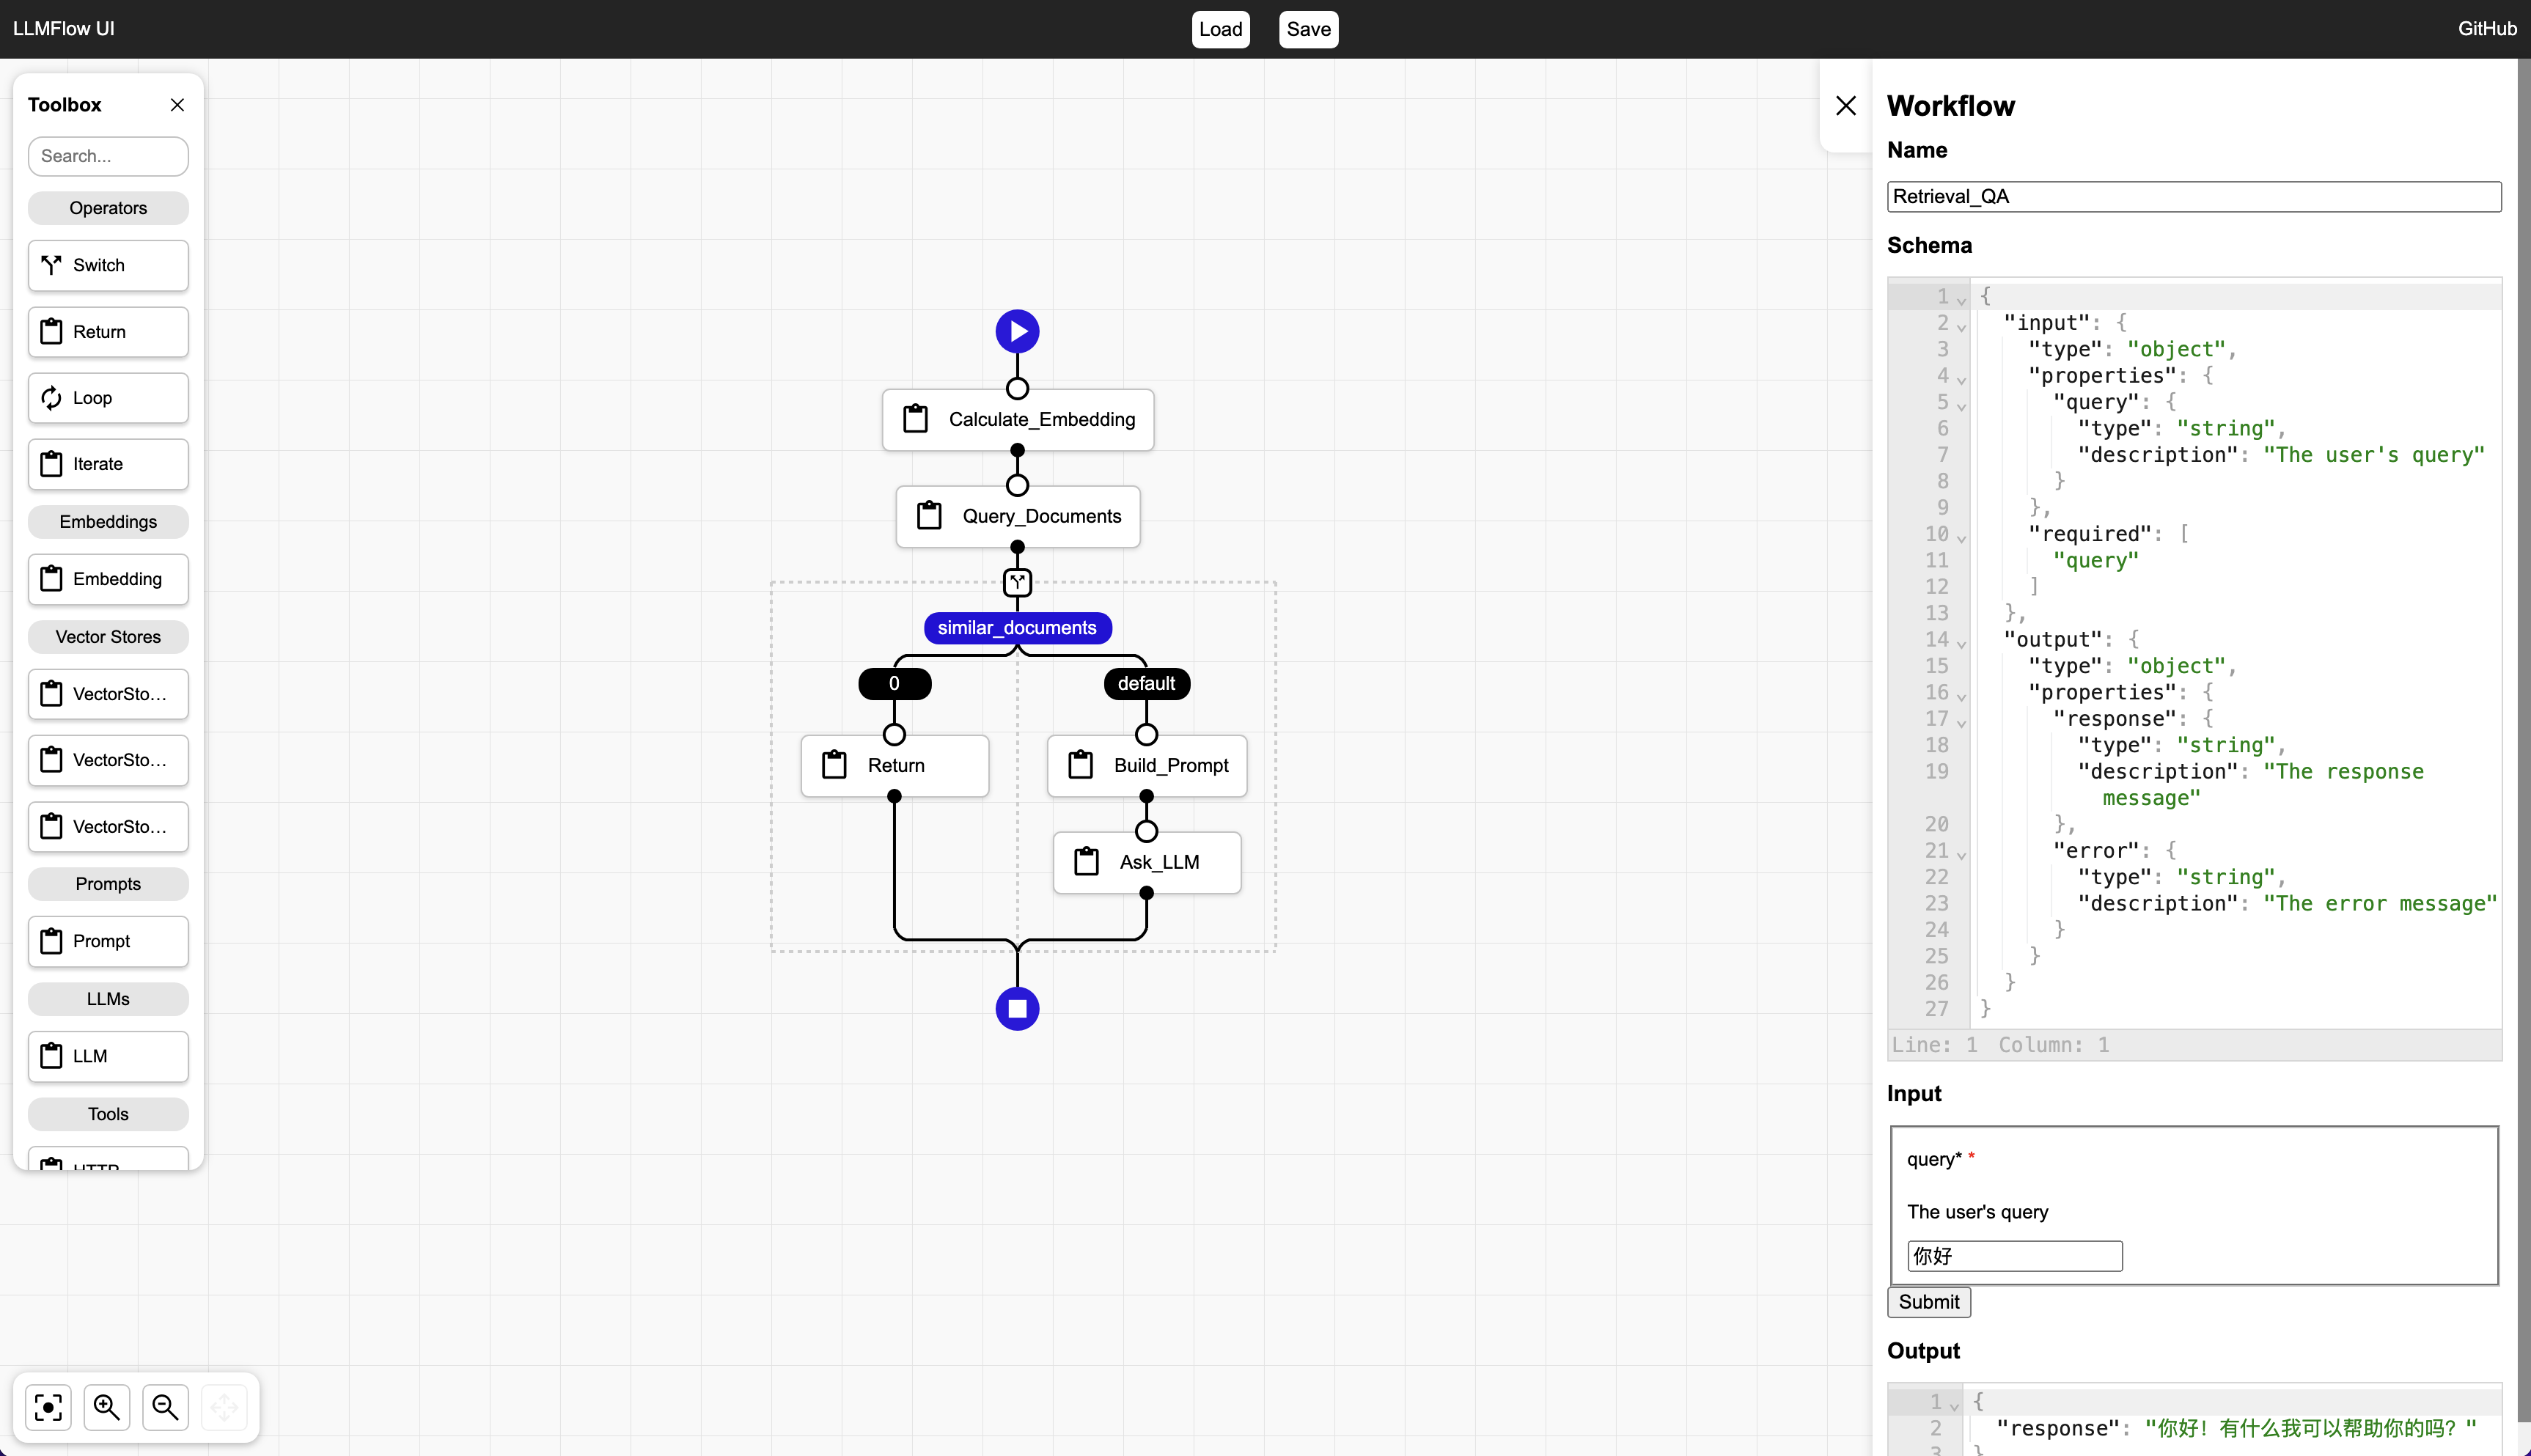 LLMFlow UI
Load
Save
GitHub
Toolbox
Search...
Operators
Switch
Return
Loop
Iterate
Embeddings
Embedding
Vector Stores
VectorSto...
VectorSto...
VectorSto...
Prompts
Prompt
LLMs
LLM
Tools
HTTP
Calculate_Embedding
Query_Documents
similar_documents
0
default
Return
Build_Prompt
Ask_LLM
Workflow
Name
Retrieval_QA
Schema
1 {
2 "input": {
3 "type": "object",
4 "properties": {
5 "query": {
6 "type": "string",
7 "description": "The user's query"
8 }
9 },
10 "required": [
11 "query"
12 ]
13 },
14 "output": {
15 "type": "object",
16 "properties": {
17 "response": {
18 "type": "string",
19 "description": "The response
message"
20 },
21 "error": {
22 "type": "string",
23 "description": "The error message"
24 }
25 }
26 }
27 }
Line: 1 Column: 1
Input
query* *
The user's query
你好
Submit
Output
1 {
2 "response": "你好！有什么我可以帮助你的吗？"
3 }